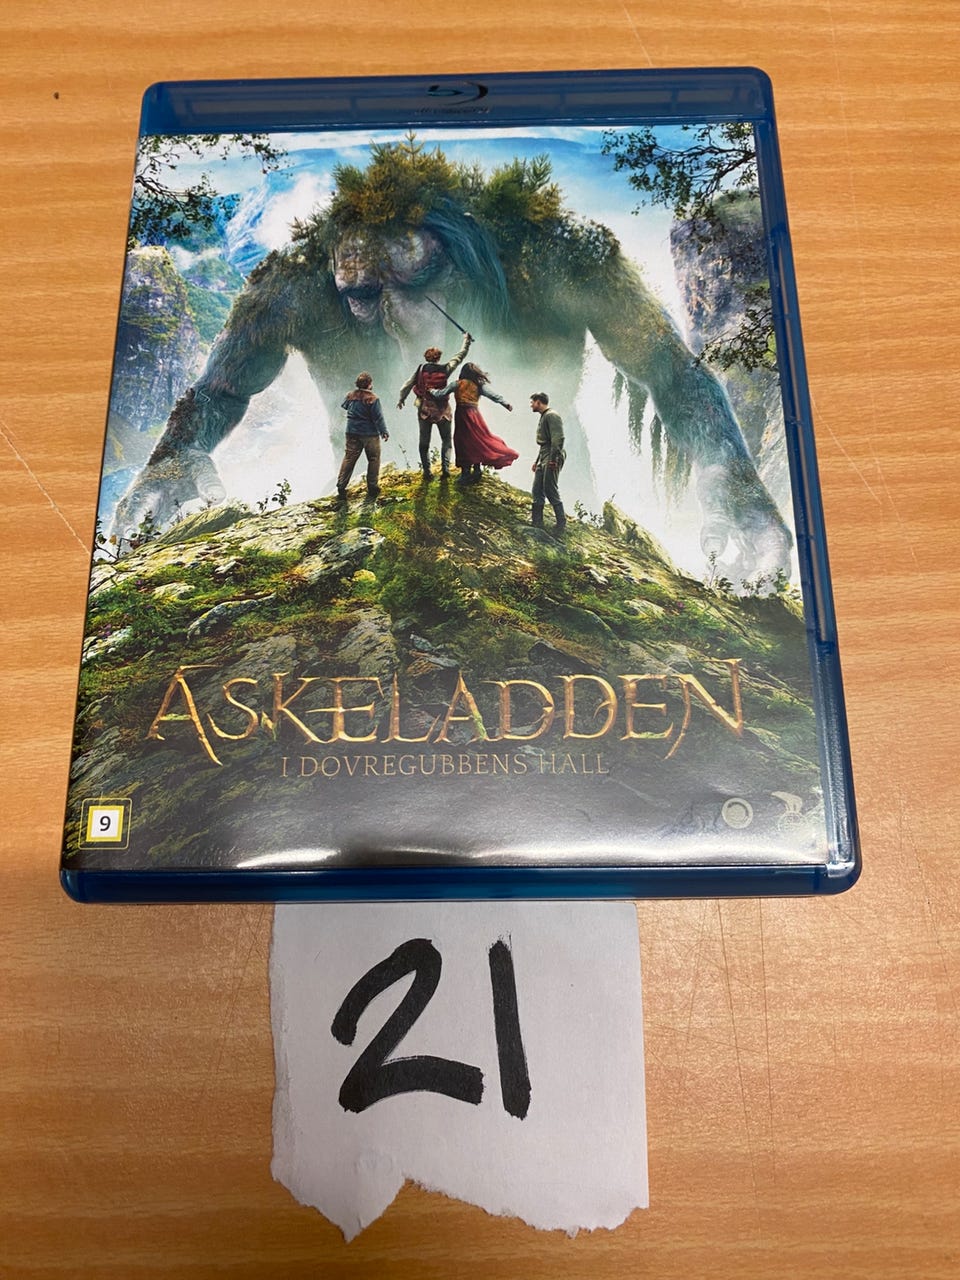 ASKELADDEN
I DOVREGUBBENS HALL
9
21